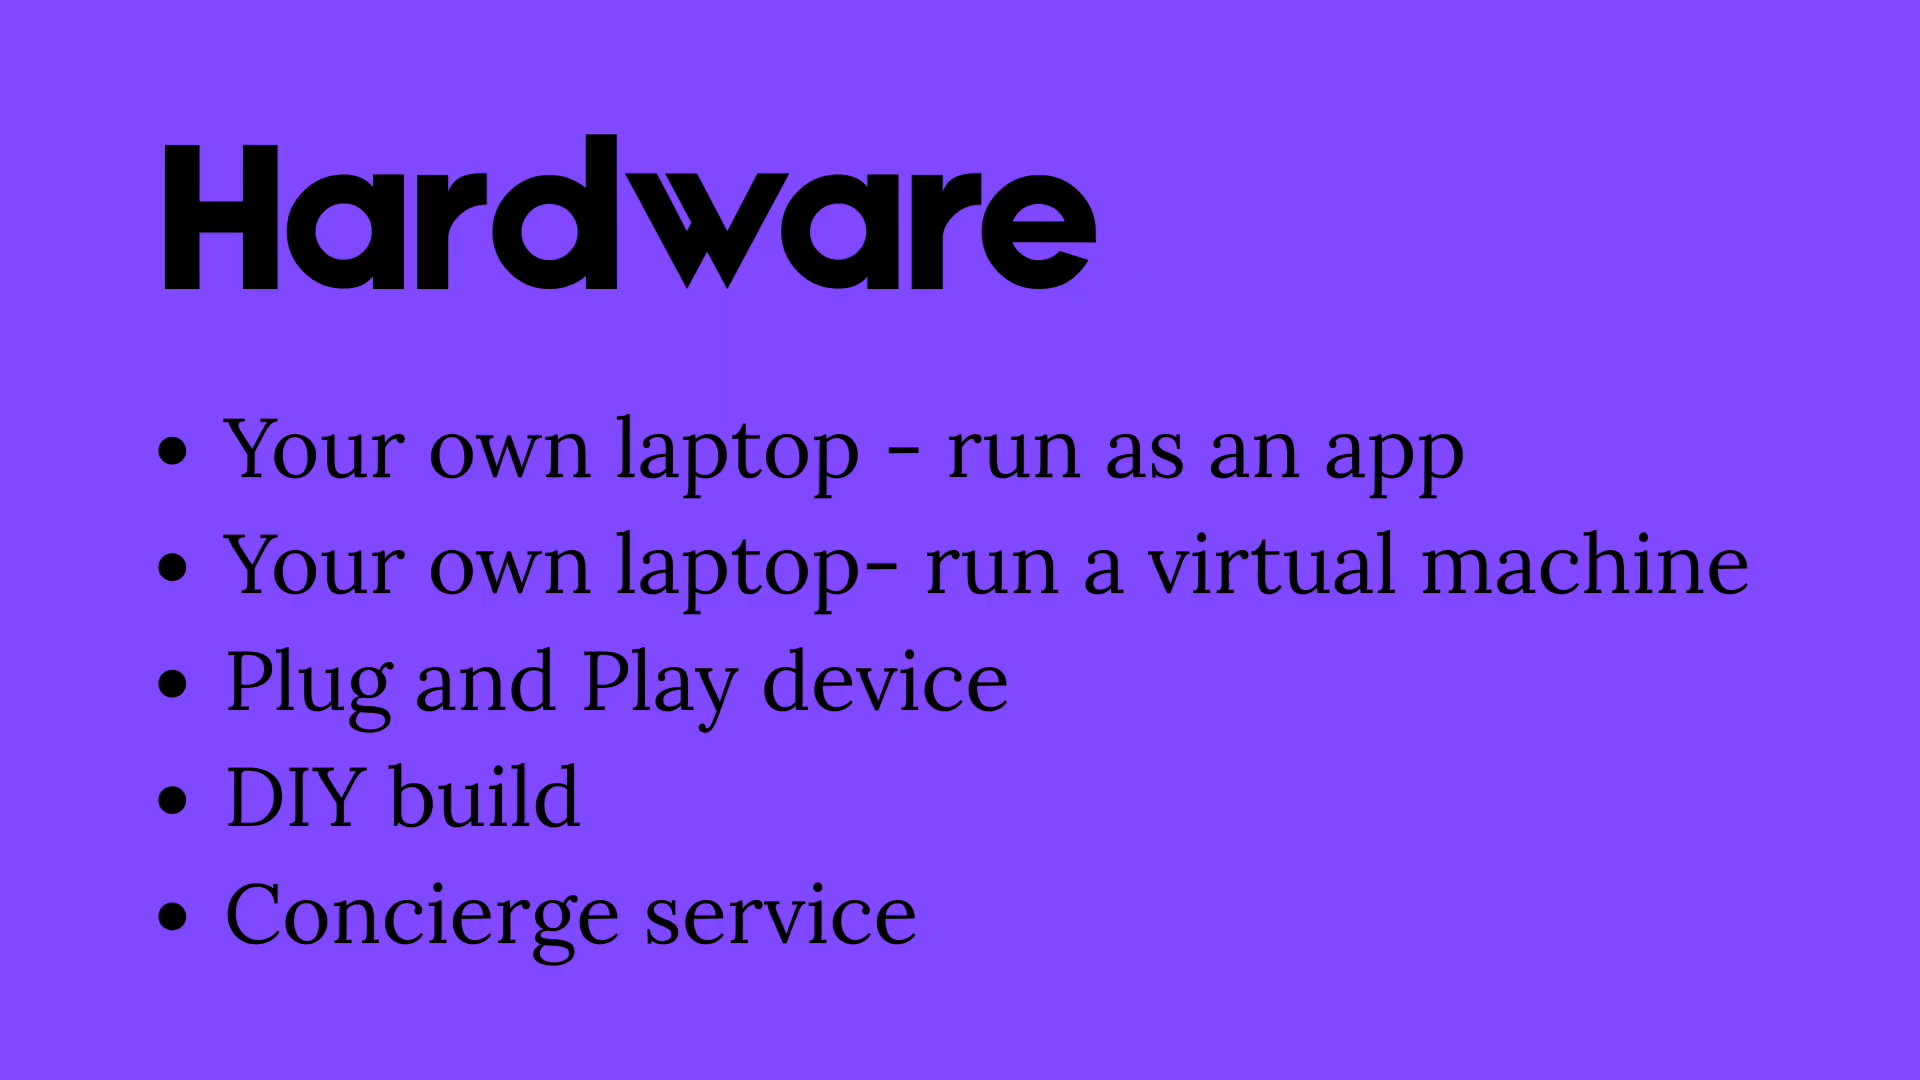 Hardware
• Your own laptop - run as an app
• Your own laptop- run a virtual machine
• Plug and Play device
• DIY build
• Concierge service